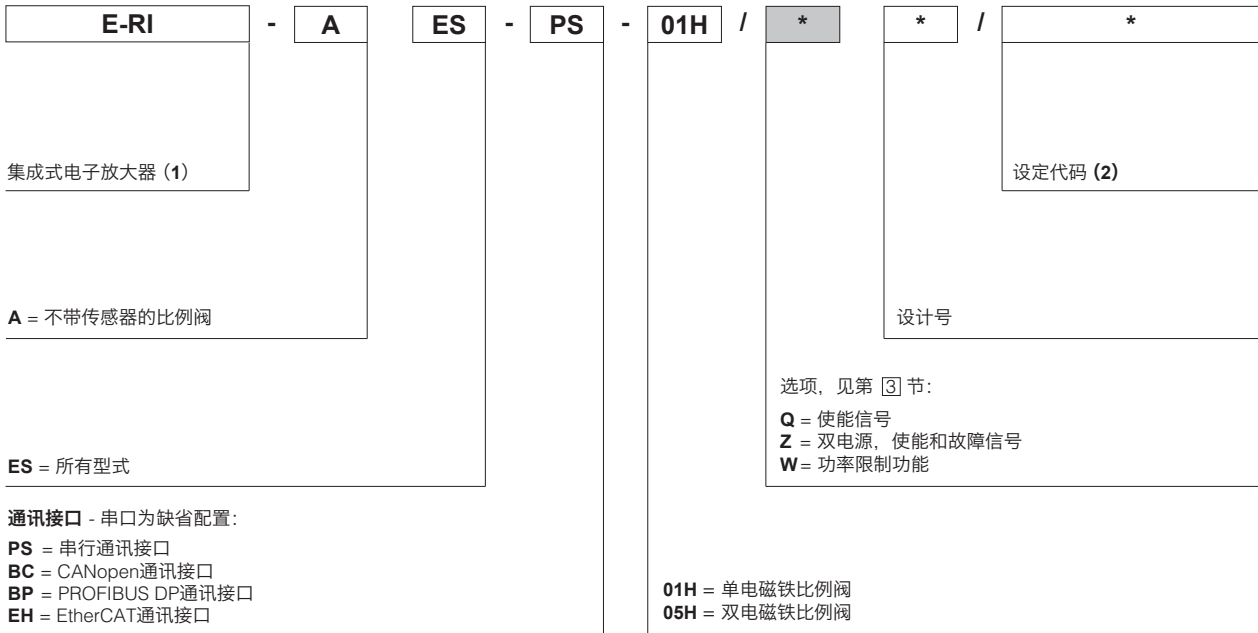 E-RI - A ES - PS - 01H / * * / *
集成式电子放大器（1）
设定代码 (2)
A = 不带传感器的比例阀
设计号
选项，见第 3 节：
Q = 使能信号
Z = 双电源，使能和故障信号
W = 功率限制功能
ES = 所有型式
通讯接口 - 串口为缺省配置：
PS = 串行通讯接口
BC = CANopen通讯接口
BP = PROFIBUS DP通讯接口
EH = EtherCAT通讯接口
01H = 单电磁铁比例阀
05H = 双电磁铁比例阀